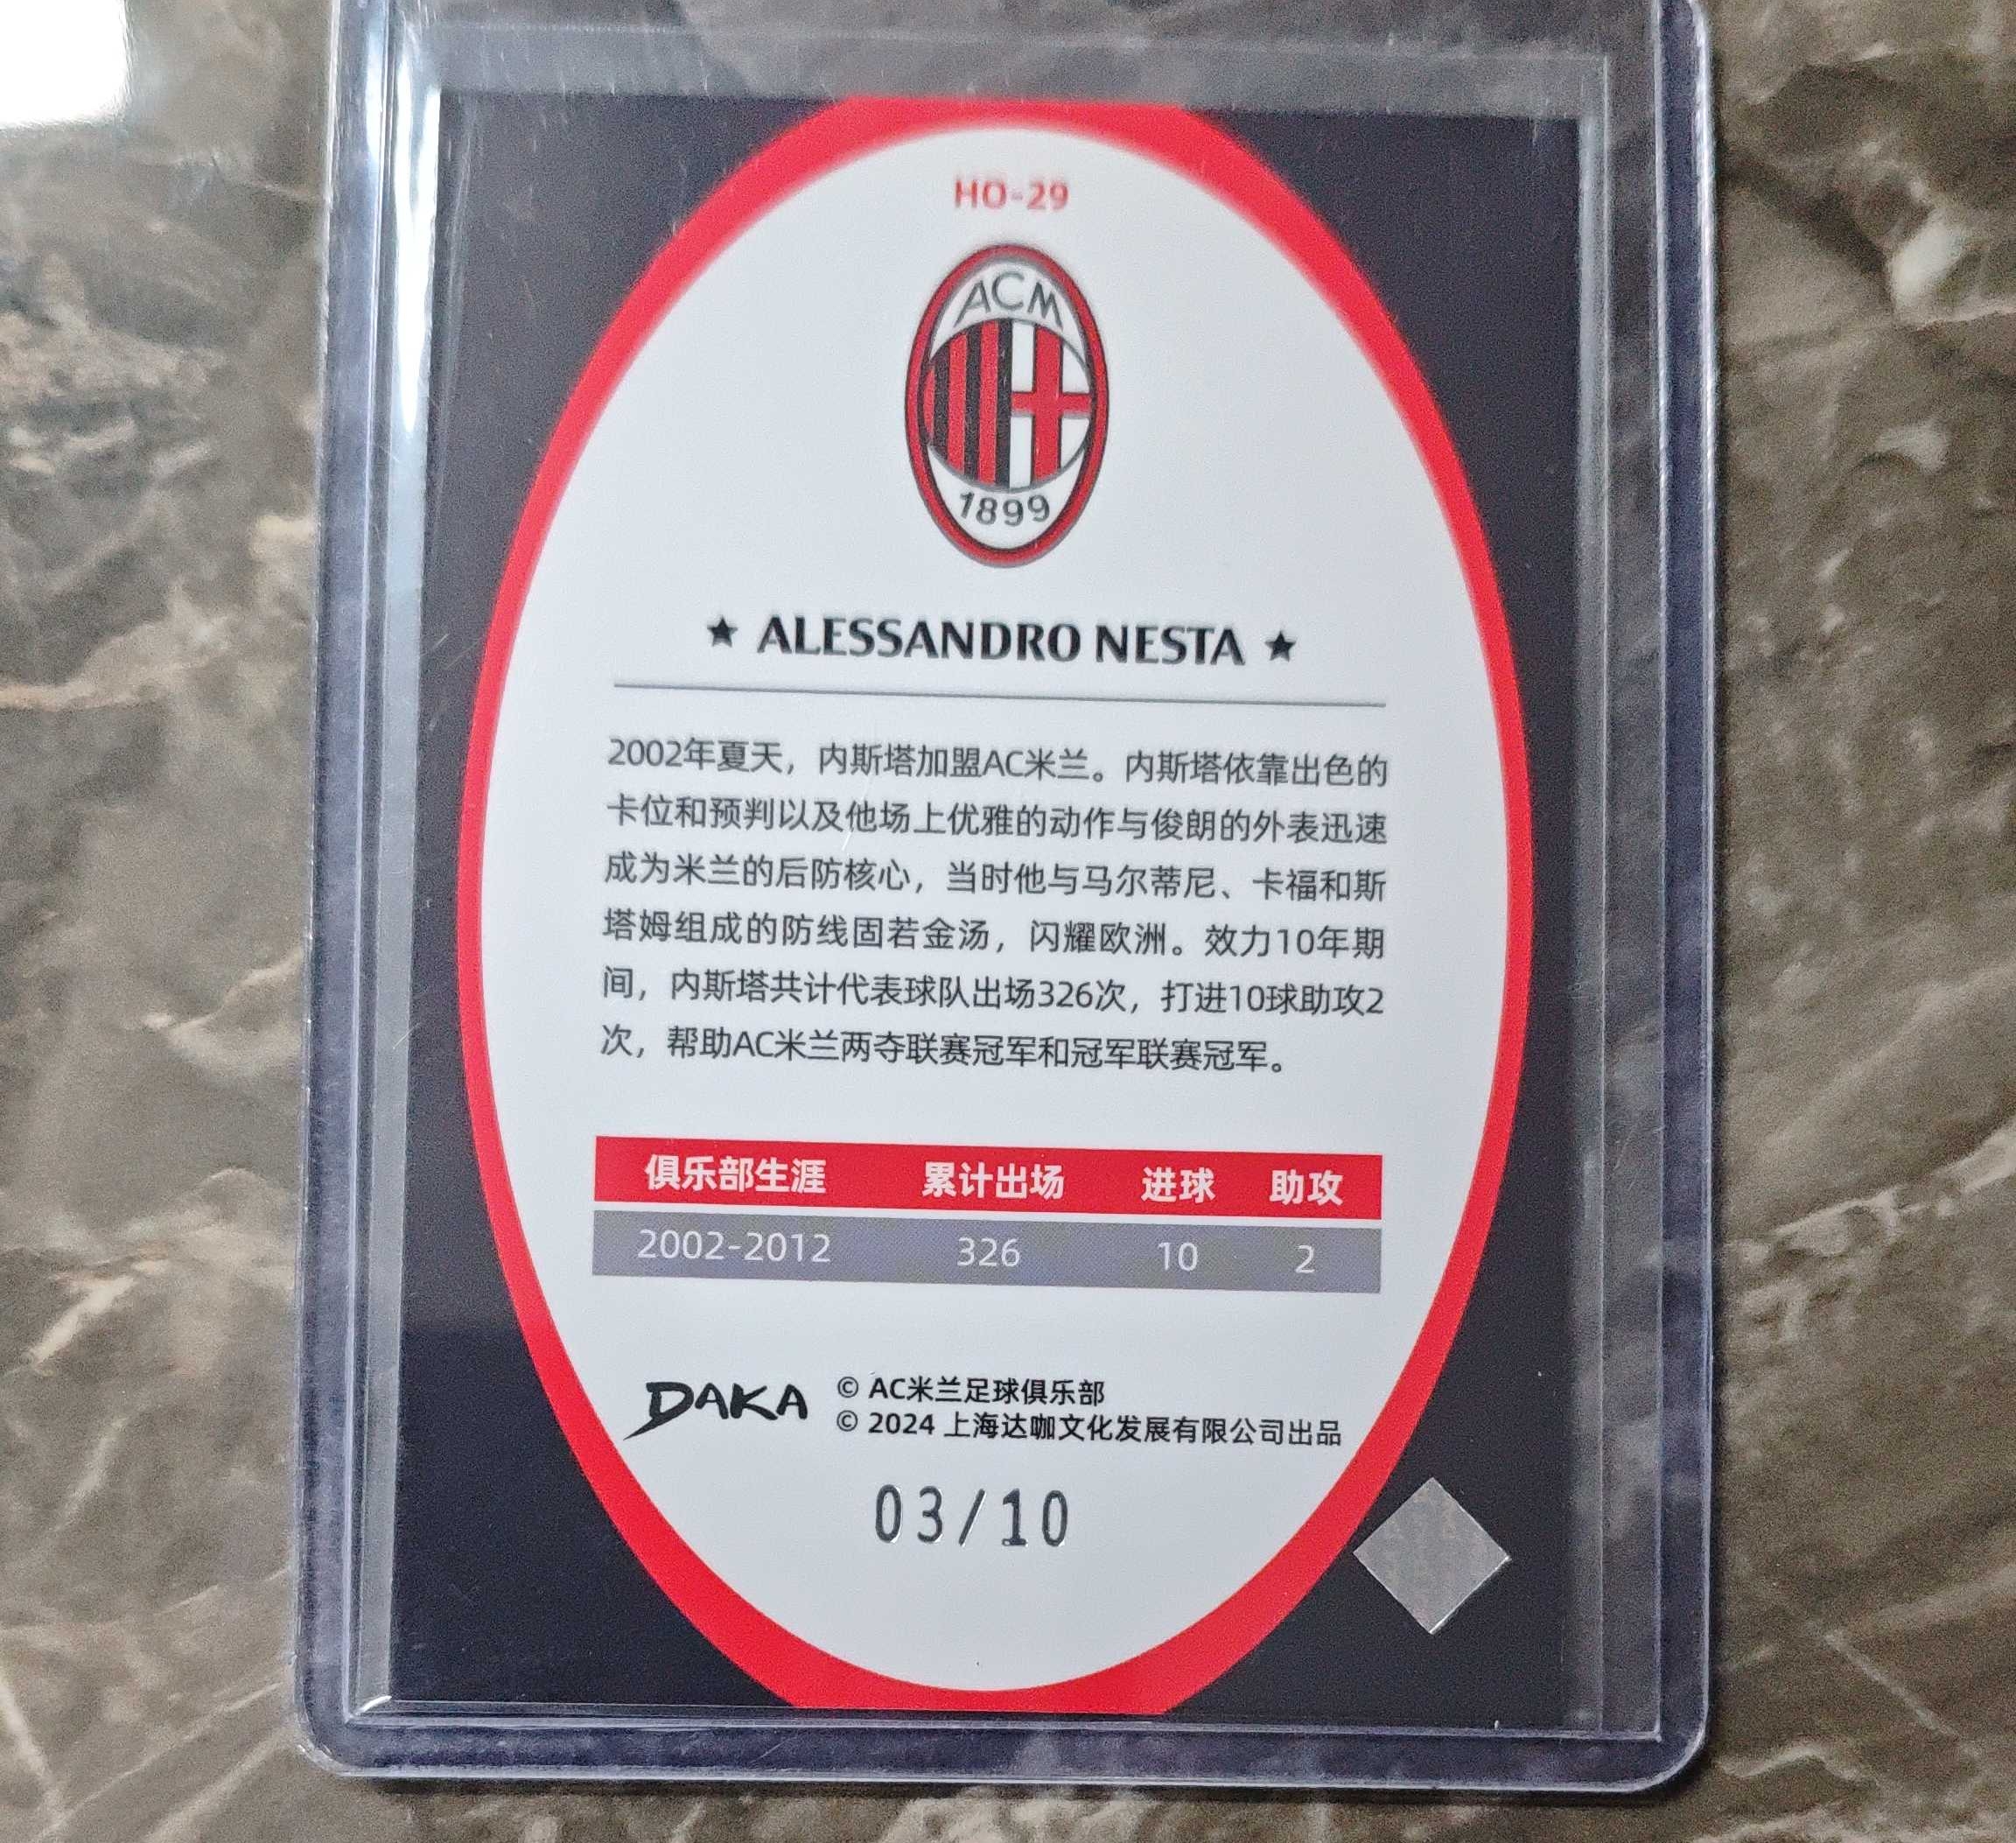 HO-29
ACM
1899
★ ALESSANDRO NESTA ★
2002年夏天，内斯塔加盟AC米兰。内斯塔依靠出色的
卡位和预判以及他场上优雅的动作与俊朗的外表迅速
成为米兰的后防核心，当时他与马尔蒂尼、卡福和斯
塔姆组成的防线固若金汤，闪耀欧洲。效力10年期
间，内斯塔共计代表球队出场326次，打进10球助攻2
次，帮助AC米兰两夺联赛冠军和冠军联赛冠军。
俱乐部生涯 累计出场 进球 助攻
2002-2012 326 10 2
DAKA
© AC米兰足球俱乐部
© 2024 上海达咖文化发展有限公司出品
03/10